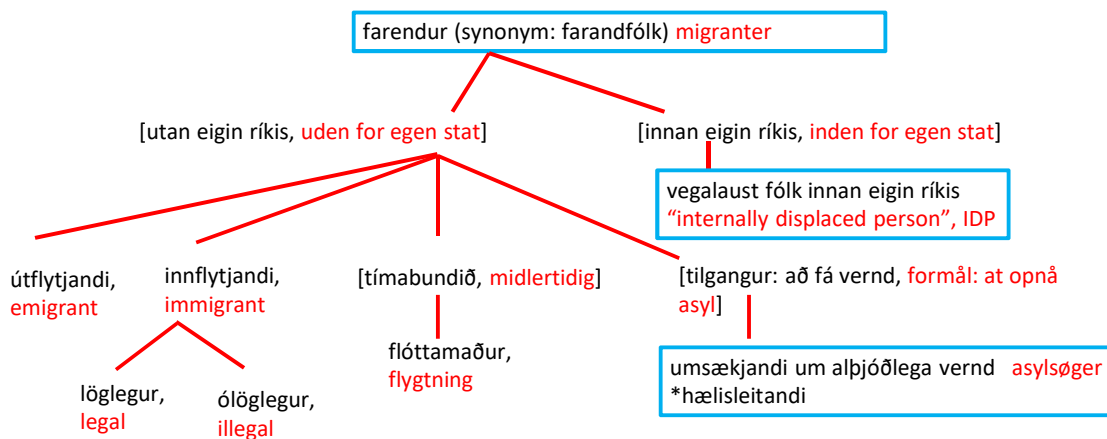 farendur (synonym: farandfólk) migranter
[utan eigin ríkis, uden for egen stat]
[innan eigin ríkis, inden for egen stat]
vegalaust fólk innan eigin ríkis
“internally displaced person”, IDP
útflytjandi,
emigrant
innflytjandi,
immigrant
[tímabundið, midlertidig]
[tilgangur: að fá vernd, formål: at opnå
asyl]
löglegur,
legal
ólöglegur,
illegal
flóttamaður,
flygtning
umsækjandi um alþjóðlega vernd asylsøger
*hælisleitandi